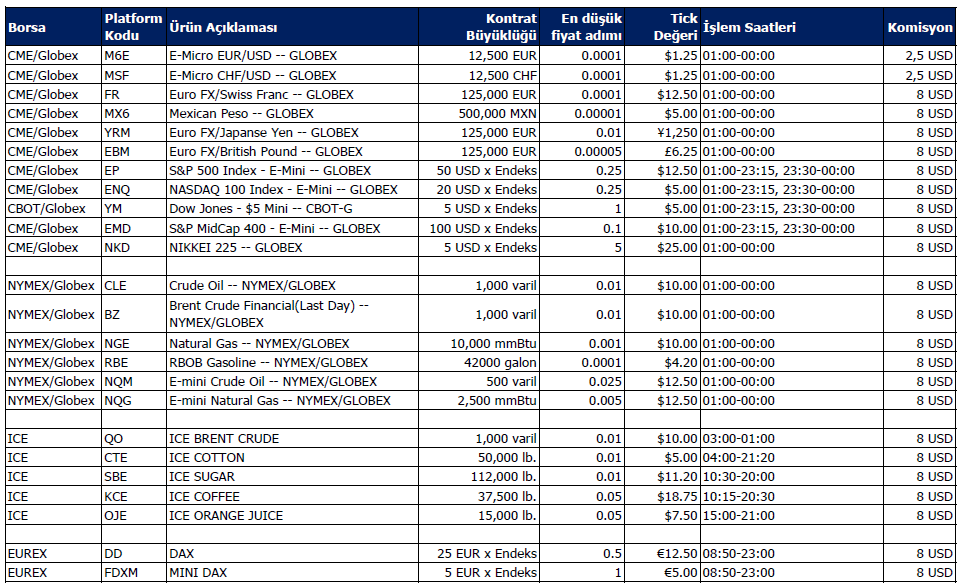 Borsa Platform Kodu Ürün Açıklaması Kontrat Büyüklüğü En düşük fiyat adımı Tick Değeri İşlem Saatleri Komisyon
CME/Globex M6E E-Micro EUR/USD -- GLOBEX 12,500 EUR 0.0001 $1.25 01:00-00:00 2,5 USD
CME/Globex MSF E-Micro CHF/USD -- GLOBEX 12,500 CHF 0.0001 $1.25 01:00-00:00 2,5 USD
CME/Globex FR Euro FX/Swiss Franc -- GLOBEX 125,000 EUR 0.0001 $12.50 01:00-00:00 8 USD
CME/Globex MX6 Mexican Peso -- GLOBEX 500,000 MXN 0.00001 $5.00 01:00-00:00 8 USD
CME/Globex YRM Euro FX/Japanse Yen -- GLOBEX 125,000 EUR 0.01 ¥1,250 01:00-00:00 8 USD
CME/Globex EBM Euro FX/British Pound -- GLOBEX 125,000 EUR 0.00005 £6.25 01:00-00:00 8 USD
CME/Globex EP S&P 500 Index - E-Mini -- GLOBEX 50 USD x Endeks 0.25 $12.50 01:00-23:15, 23:30-00:00 8 USD
CME/Globex ENQ NASDAQ 100 Index - E-Mini -- GLOBEX 20 USD x Endeks 0.25 $5.00 01:00-23:15, 23:30-00:00 8 USD
CBOT/Globex YM Dow Jones - $5 Mini -- CBOT-G 5 USD x Endeks 1 $5.00 01:00-23:15, 23:30-00:00 8 USD
CME/Globex EMD S&P MidCap 400 - E-Mini -- GLOBEX 100 USD x Endeks 0.1 $10.00 01:00-23:15, 23:30-00:00 8 USD
CME/Globex NKD NIKKEI 225 -- GLOBEX 5 USD x Endeks 5 $25.00 01:00-00:00 8 USD
NYMEX/Globex CLE Crude Oil -- NYMEX/GLOBEX 1,000 varil 0.01 $10.00 01:00-00:00 8 USD
NYMEX/Globex BZ Brent Crude Financial(Last Day) -- NYMEX/GLOBEX 1,000 varil 0.01 $10.00 01:00-00:00 8 USD
NYMEX/Globex NGE Natural Gas -- NYMEX/GLOBEX 10,000 mmBtu 0.001 $10.00 01:00-00:00 8 USD
NYMEX/Globex RBE RBOB Gasoline -- NYMEX/GLOBEX 42000 galon 0.0001 $4.20 01:00-00:00 8 USD
NYMEX/Globex NQM E-mini Crude Oil -- NYMEX/GLOBEX 500 varil 0.025 $12.50 01:00-00:00 8 USD
NYMEX/Globex NQG E-mini Natural Gas -- NYMEX/GLOBEX 2,500 mmBtu 0.005 $12.50 01:00-00:00 8 USD
ICE QO ICE BRENT CRUDE 1,000 varil 0.01 $10.00 03:00-01:00 8 USD
ICE CTE ICE COTTON 50,000 lb. 0.01 $5.00 04:00-21:20 8 USD
ICE SBE ICE SUGAR 112,000 lb. 0.01 $11.20 10:30-20:00 8 USD
ICE KCE ICE COFFEE 37,500 lb. 0.05 $18.75 10:15-20:30 8 USD
ICE OJE ICE ORANGE JUICE 15,000 lb. 0.05 $7.50 15:00-21:00 8 USD
EUREX DD DAX 25 EUR x Endeks 0.5 €12.50 08:50-23:00 8 USD
EUREX FDXM MINI DAX 5 EUR x Endeks 1 €5.00 08:50-23:00 8 USD